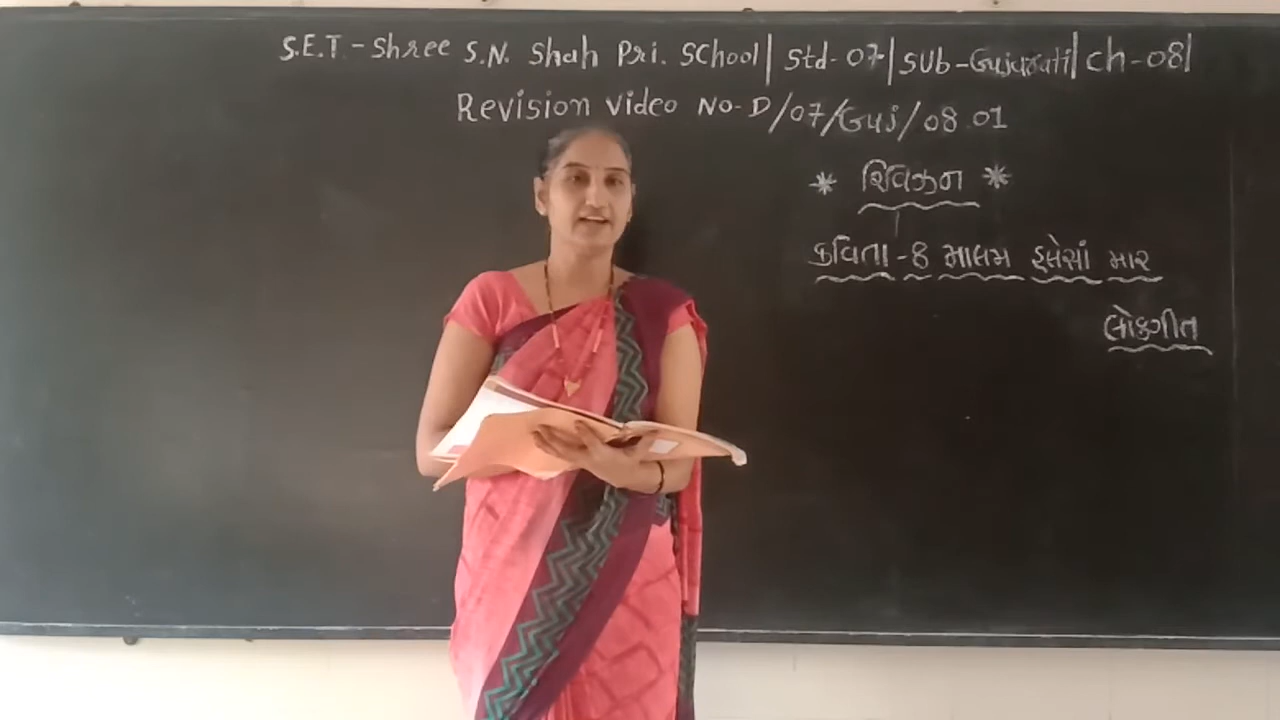 S.E.T. - Shree S.N. Shah Pri. School | Std - 07 | Sub - Gujarati | Ch - 08 |
Revision Video No - D/07/Guj/08.01
* રિવિઝન *
કવિતા - 8 માલમ હલેસાં માર
લોકગીત